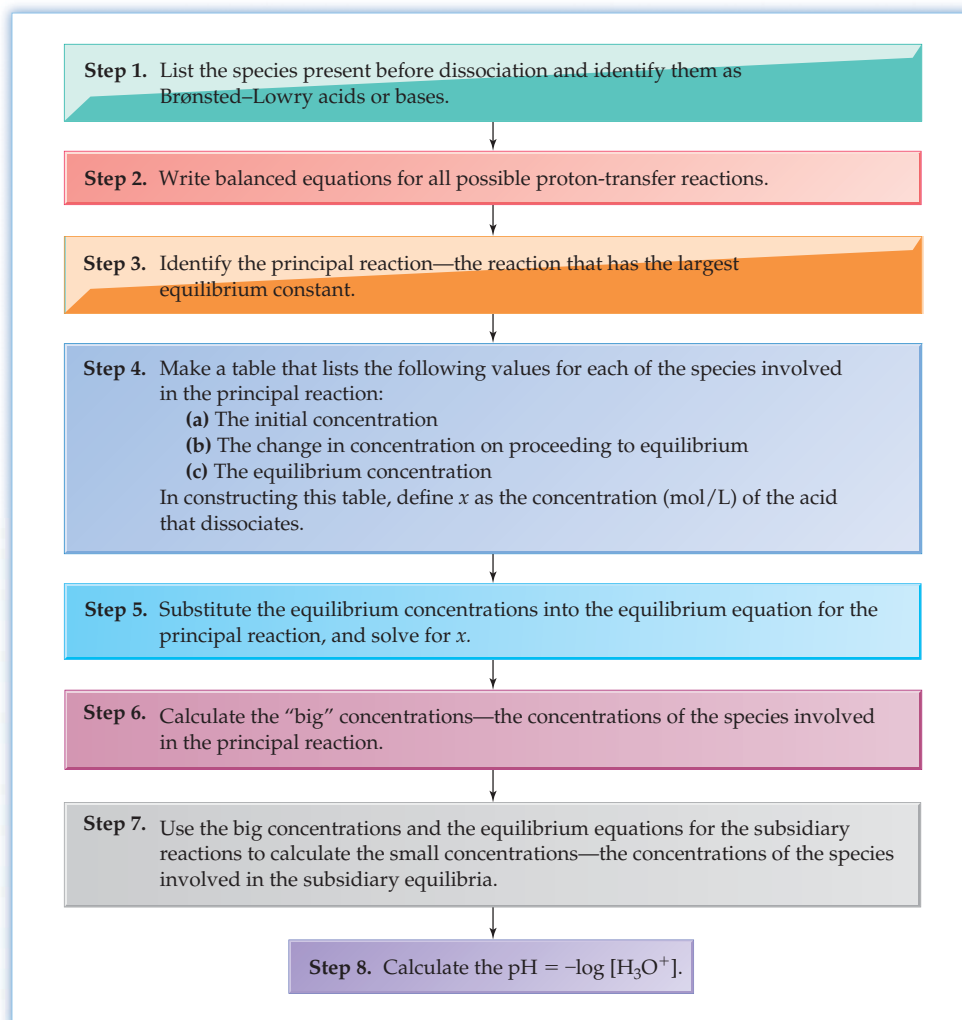 Step 1. List the species present before dissociation and identify them as
Brønsted–Lowry acids or bases.
Step 2. Write balanced equations for all possible proton-transfer reactions.
Step 3. Identify the principal reaction—the reaction that has the largest
equilibrium constant.
Step 4. Make a table that lists the following values for each of the species involved
in the principal reaction:
(a) The initial concentration
(b) The change in concentration on proceeding to equilibrium
(c) The equilibrium concentration
In constructing this table, define x as the concentration (mol/L) of the acid
that dissociates.
Step 5. Substitute the equilibrium concentrations into the equilibrium equation for the
principal reaction, and solve for x.
Step 6. Calculate the “big” concentrations—the concentrations of the species involved
in the principal reaction.
Step 7. Use the big concentrations and the equilibrium equations for the subsidiary
reactions to calculate the small concentrations—the concentrations of the species
involved in the subsidiary equilibria.
Step 8. Calculate the pH = −log [H₃O⁺].